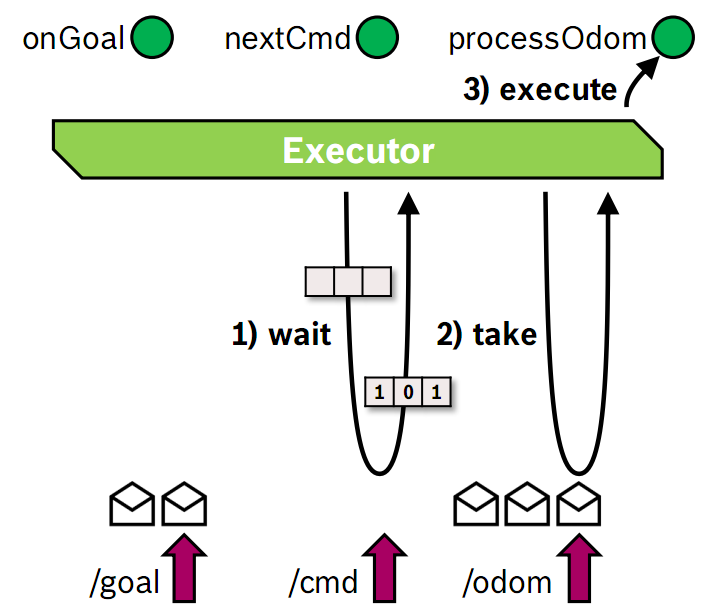 onGoal
nextCmd
processOdom
3) execute
Executor
1) wait
2) take
1 0 1
/goal
/cmd
/odom